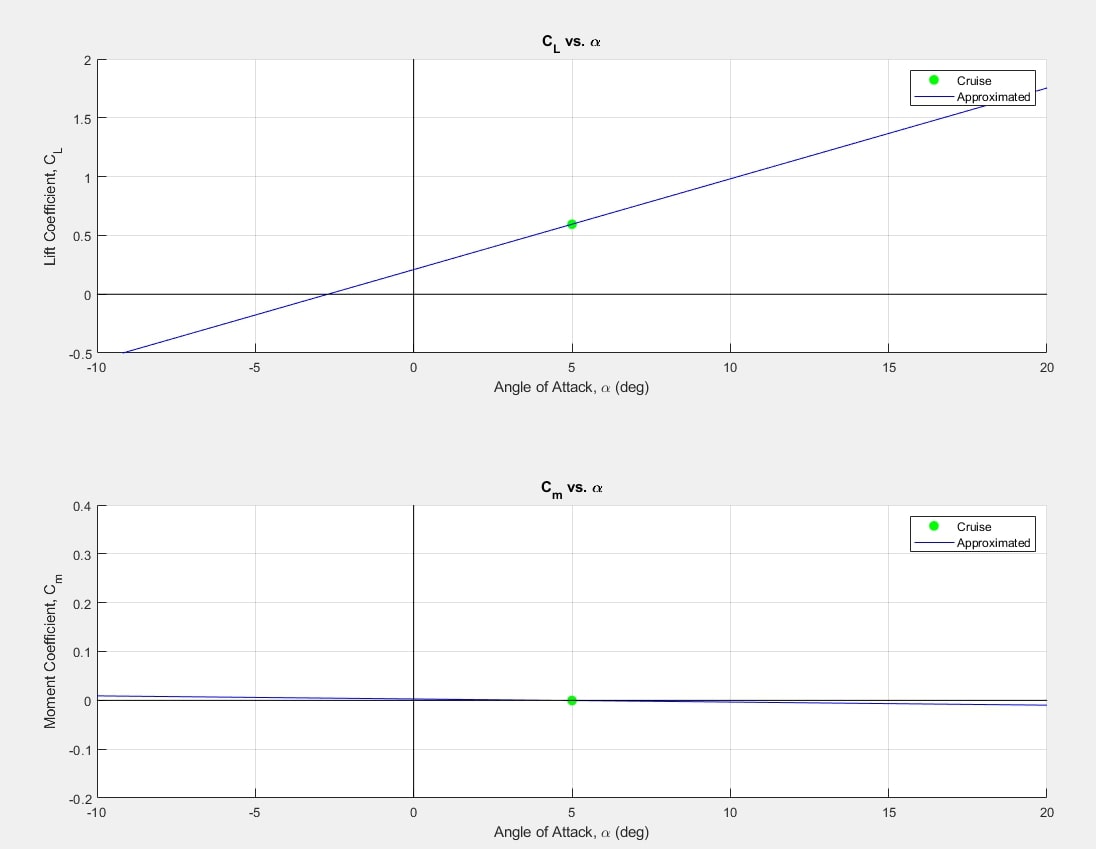 C_L vs. α
2
1.5
1
0.5
0
-0.5
Lift Coefficient, C_L
Cruise
Approximated
-10
-5
0
5
10
15
20
Angle of Attack, α (deg)
C_m vs. α
0.4
0.3
0.2
0.1
0
-0.1
-0.2
Moment Coefficient, C_m
Cruise
Approximated
-10
-5
0
5
10
15
20
Angle of Attack, α (deg)